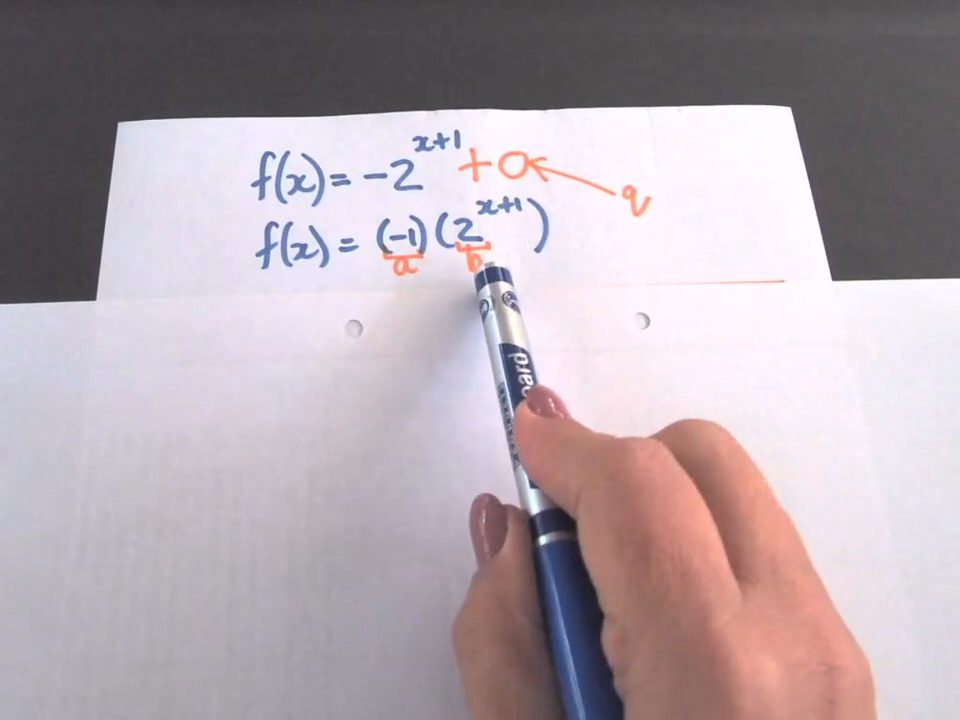 f(x) = -2^{x+1} + 0 ← q
f(x) = (-1)(2^{x+1})
a b